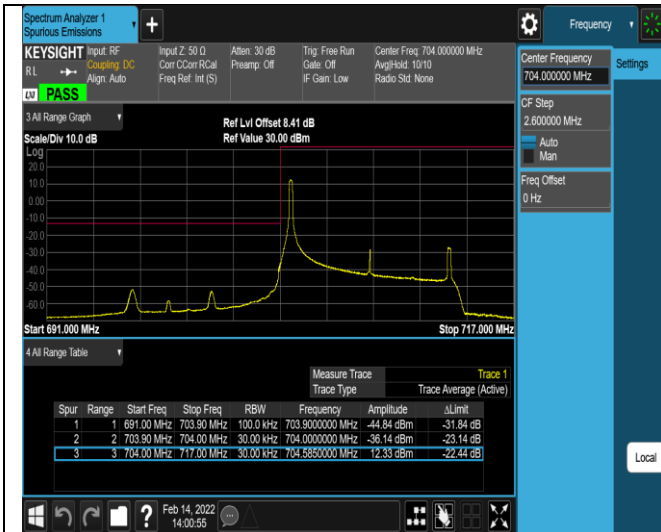 Spectrum Analyzer 1
Spurious Emissions
Frequency
KEYSIGHT Input: RF Input Z: 50 Ω Atten: 30 dB Trig: Free Run Center Freq: 704.000000 MHz
RL Coupling: DC Corr CCorr RCal Preamp: Off Gate: Off Avg|Hold: 10/10
Align: Auto Freq Ref: Int (S) IF Gain: Low Radio Std: None
LXI PASS
3 All Range Graph
Ref Lvl Offset 8.41 dB
Scale/Div 10.0 dB Ref Value 30.00 dBm
Log
20.0
10.0
0.00
-10.0
-20.0
-30.0
-40.0
-50.0
-60.0
Start 691.000 MHz Stop 717.000 MHz
4 All Range Table
Measure Trace Trace 1
Trace Type Trace Average (Active)
Spur Range Start Freq Stop Freq RBW Frequency Amplitude ΔLimit
1 1 691.00 MHz 703.90 MHz 100.0 kHz 703.9000000 MHz -44.84 dBm -31.84 dB
2 2 703.90 MHz 704.00 MHz 30.00 kHz 704.0000000 MHz -36.14 dBm -23.14 dB
3 3 704.00 MHz 717.00 MHz 30.00 kHz 704.5850000 MHz 12.33 dBm -22.44 dB
Feb 14, 2022
14:00:55
Center Frequency
704.000000 MHz
Settings
CF Step
2.600000 MHz
Auto
Man
Freq Offset
0 Hz
Local